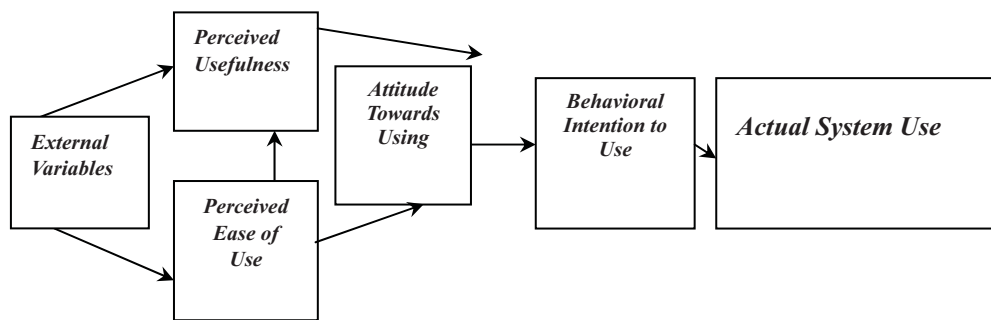 Perceived
Usefulness
External
Variables
Perceived
Ease of
Use
Attitude
Towards
Using
Behavioral
Intention to
Use
Actual System Use